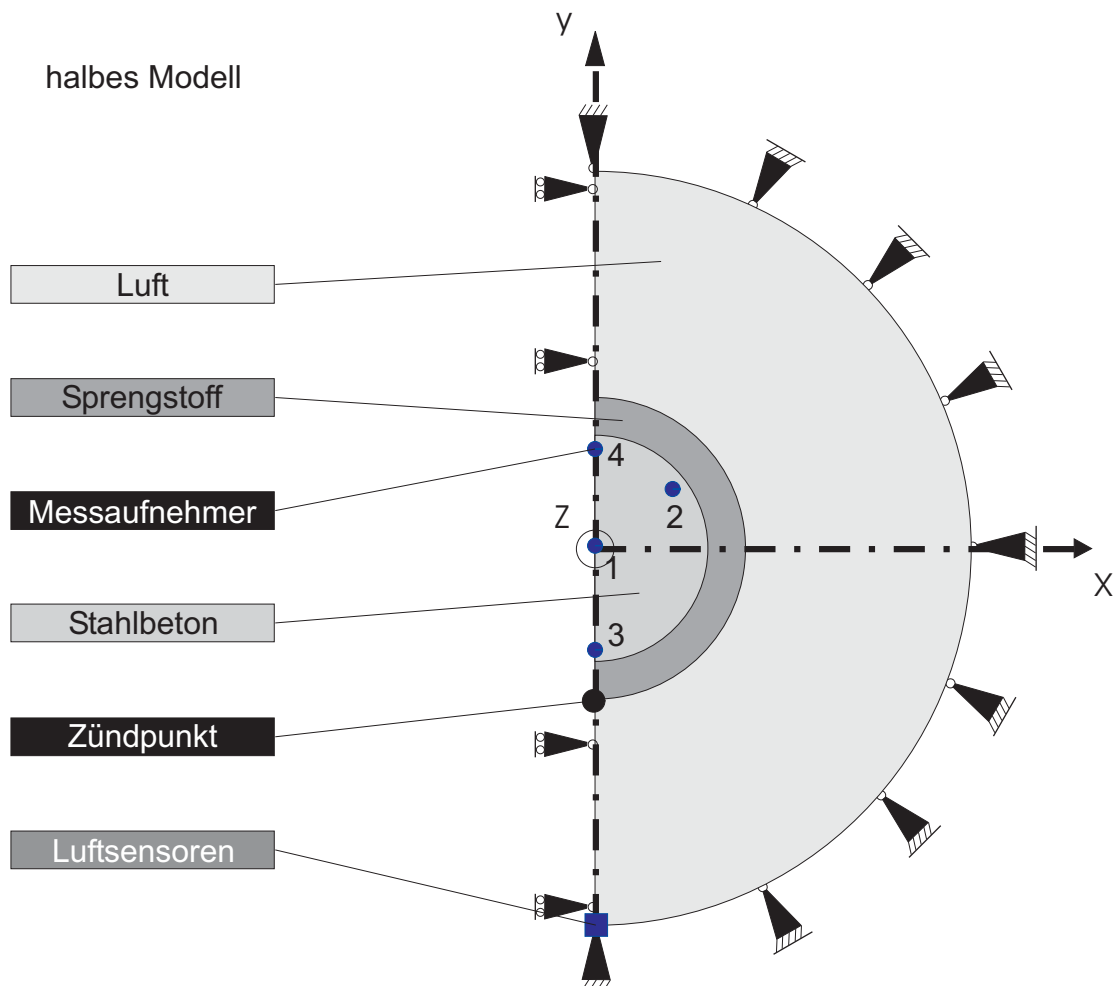 y
halbes Modell
Luft
Sprengstoff
4
Messaufnehmer
2
Z
1
X
Stahlbeton
3
Zündpunkt
Luftsensoren